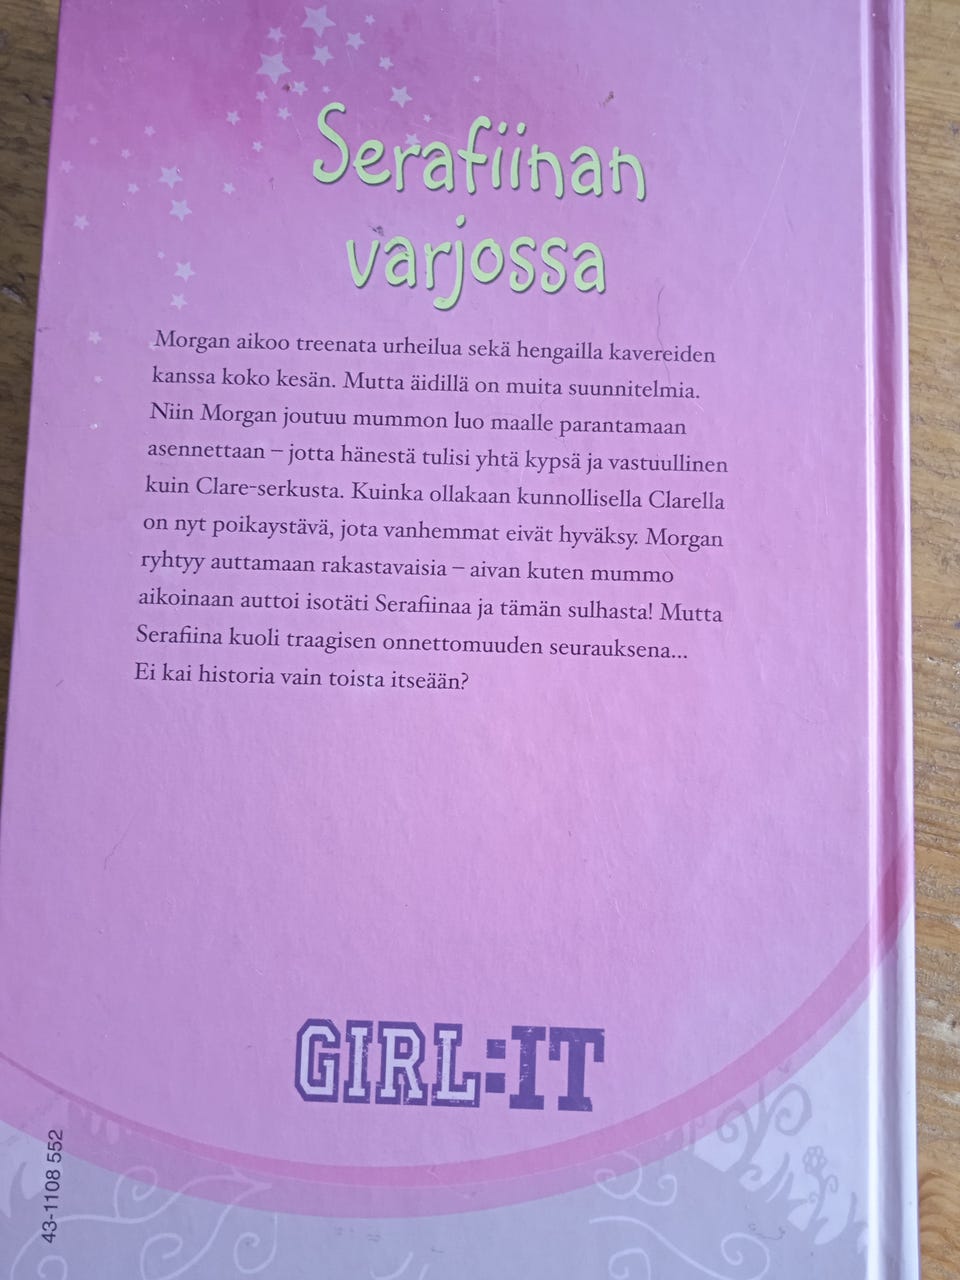 Serafiinan
varjossa
Morgan aikoo treenata urheilua sekä hengailla kavereiden
kanssa koko kesän. Mutta äidillä on muita suunnitelmia.
Niin Morgan joutuu mummon luo maalle parantamaan
asennettaan – jotta hänestä tulisi yhtä kypsä ja vastuullinen
kuin Clare-serkusta. Kuinka ollakaan kunnollisella Clarella
on nyt poikaystävä, jota vanhemmat eivät hyväksy. Morgan
ryhtyy auttamaan rakastavaisia – aivan kuten mummo
aikoinaan auttoi isotäti Serafiinaa ja tämän sulhasta! Mutta
Serafiina kuoli traagisen onnettomuuden seurauksena...
Ei kai historia vain toista itseään?
GIRL:IT
43-1108 552